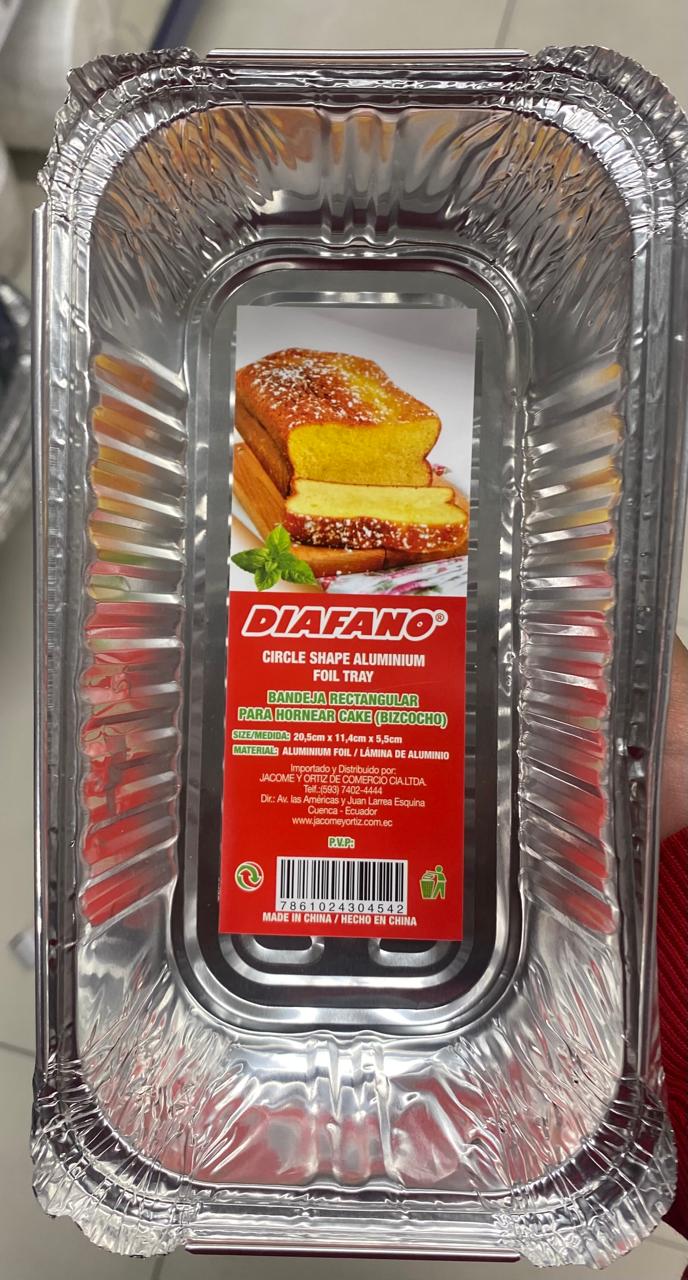 DIAFANO®
CIRCLE SHAPE ALUMINIUM
FOIL TRAY
BANDEJA RECTANGULAR
PARA HORNEAR CAKE (BIZCOCHO)
SIZE/MEDIDA: 20,5cm x 11,4cm x 5,5cm
MATERIAL: ALUMINIUM FOIL / LÁMINA DE ALUMINIO
Importado y Distribuido por:
JACOME Y ORTIZ DE COMERCIO CIA.LTDA.
Telf.:(593) 7402-4444
Dir.: Av. las Américas y Juan Larrea Esquina
Cuenca - Ecuador
www.jacomeyortiz.com.ec
P.V.P:
7861024304542
MADE IN CHINA / HECHO EN CHINA